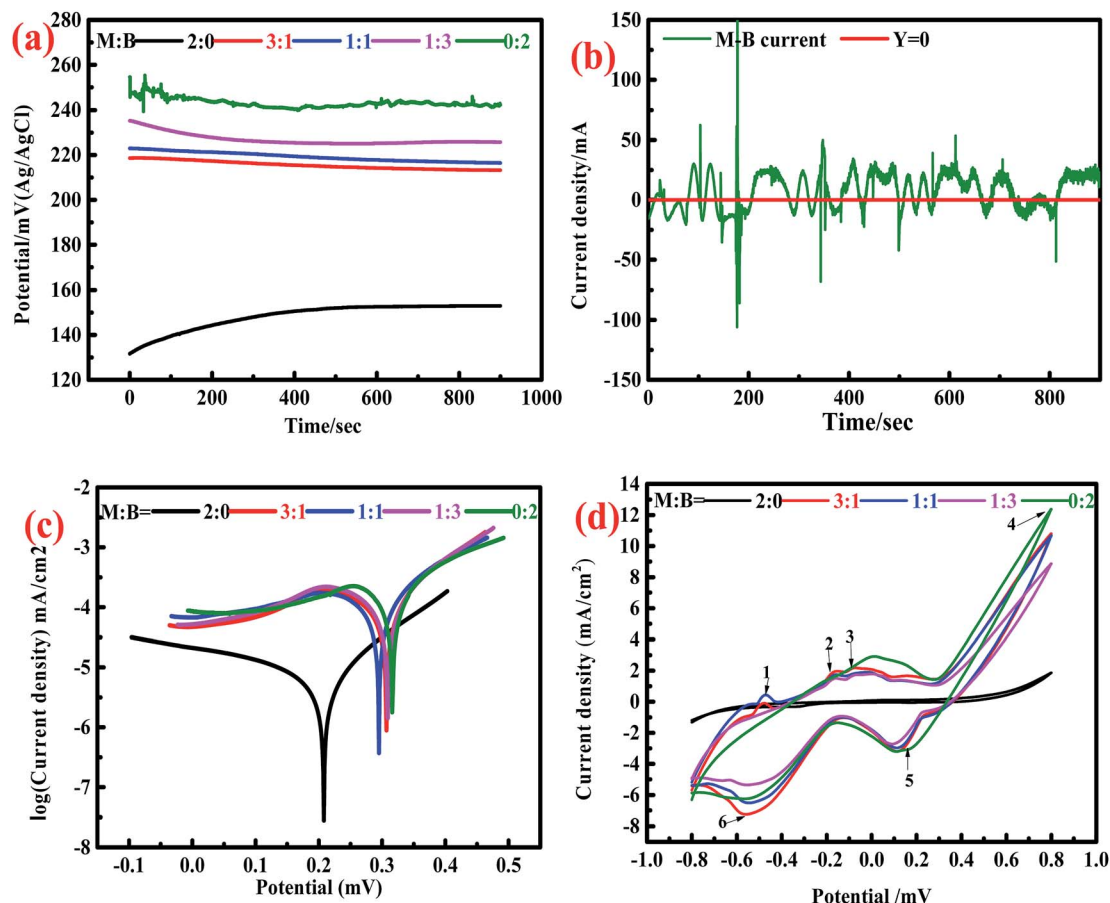 (a)
M:B 2:0 3:1 1:1 1:3 0:2
280
260
240
220
200
180
160
140
120
0 200 400 600 800 1000
Potential/mV(Ag/AgCl)
Time/sec
(b)
M-B current Y=0
150
100
50
0
-50
-100
-150
0 200 400 600 800
Current density/mA
Time/sec
(c)
M:B= 2:0 3:1 1:1 1:3 0:2
-2
-3
-4
-5
-6
-7
-8
-0.1 0.0 0.1 0.2 0.3 0.4 0.5
log(Current density) mA/cm2
Potential (mV)
(d)
M:B= 2:0 3:1 1:1 1:3 0:2
14
12
10
8
6
4
2
0
-2
-4
-6
-8
-1.0 -0.8 -0.6 -0.4 -0.2 0.0 0.2 0.4 0.6 0.8 1.0
Current density (mA/cm²)
Potential /mV
1
2
3
4
5
6